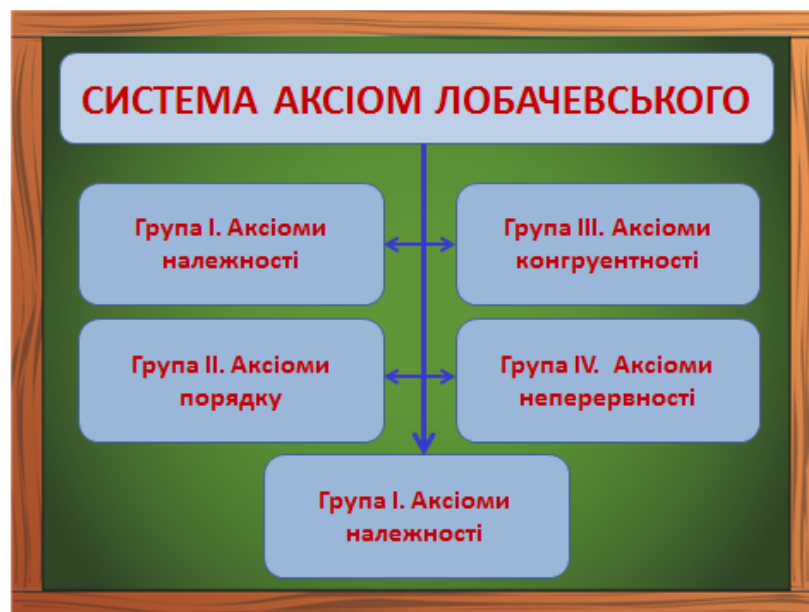 СИСТЕМА АКСІОМ ЛОБАЧЕВСЬКОГО
Група І. Аксіоми
належності
Група ІІІ. Аксіоми
конгруентності
Група ІІ. Аксіоми
порядку
Група IV. Аксіоми
неперервності
Група І. Аксіоми
належності